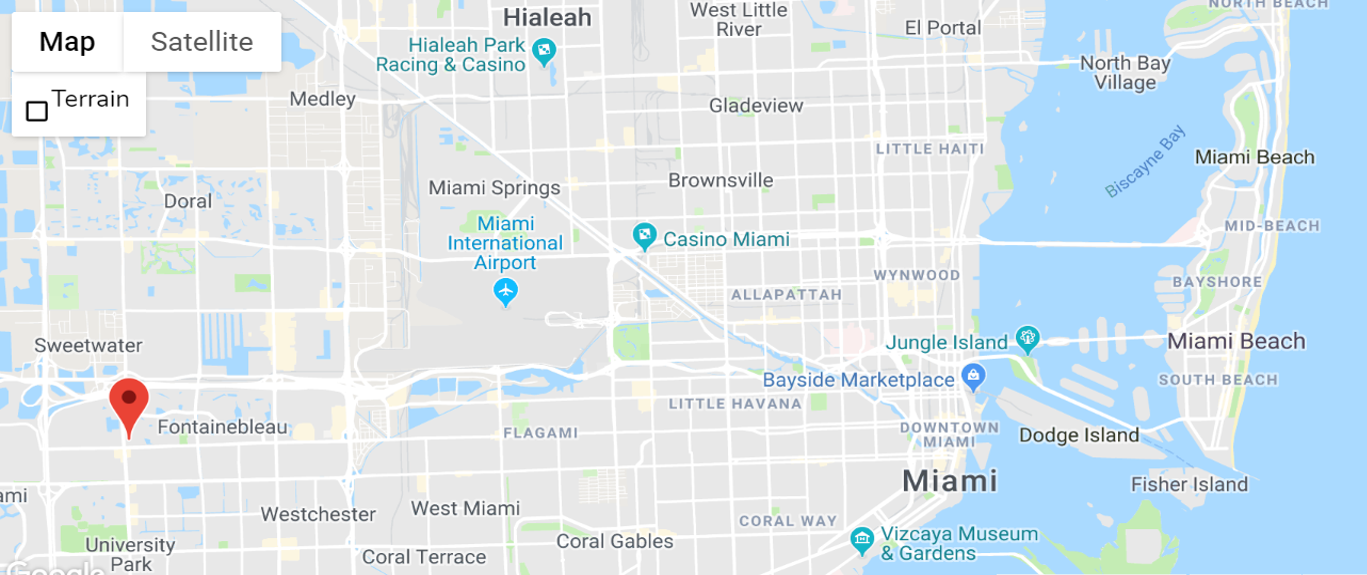 Map
Satellite
Terrain
Hialeah
West Little
River
El Portal
NORTH BEACH
Hialeah Park
Racing & Casino
North Bay
Village
Medley
Gladeview
LITTLE HAITI
Biscayne Bay
Miami Beach
Miami Springs
Brownsville
Doral
Miami
International
Airport
Casino Miami
MID-BEACH
WYNWOOD
BAYSHORE
ALLAPATTAH
Sweetwater
Jungle Island
Miami Beach
Bayside Marketplace
SOUTH BEACH
LITTLE HAVANA
Fontainebleau
FLAGAMI
DOWNTOWN
MIAMI
Dodge Island
Miami
Fisher Island
ami
Westchester
West Miami
CORAL WAY
University
Park
Coral Terrace
Coral Gables
Vizcaya Museum
& Gardens
Google